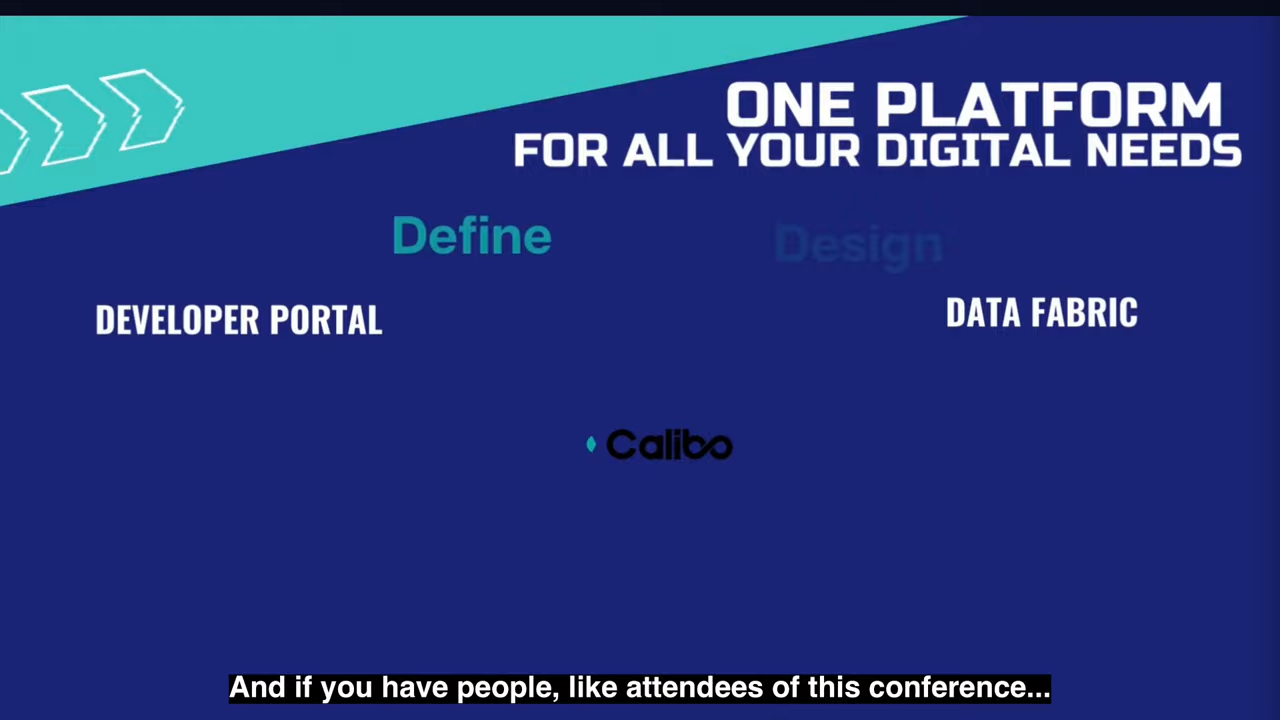 ONE PLATFORM
FOR ALL YOUR DIGITAL NEEDS
Define
Design
DEVELOPER PORTAL
DATA FABRIC
Calibo
And if you have people, like attendees of this conference...